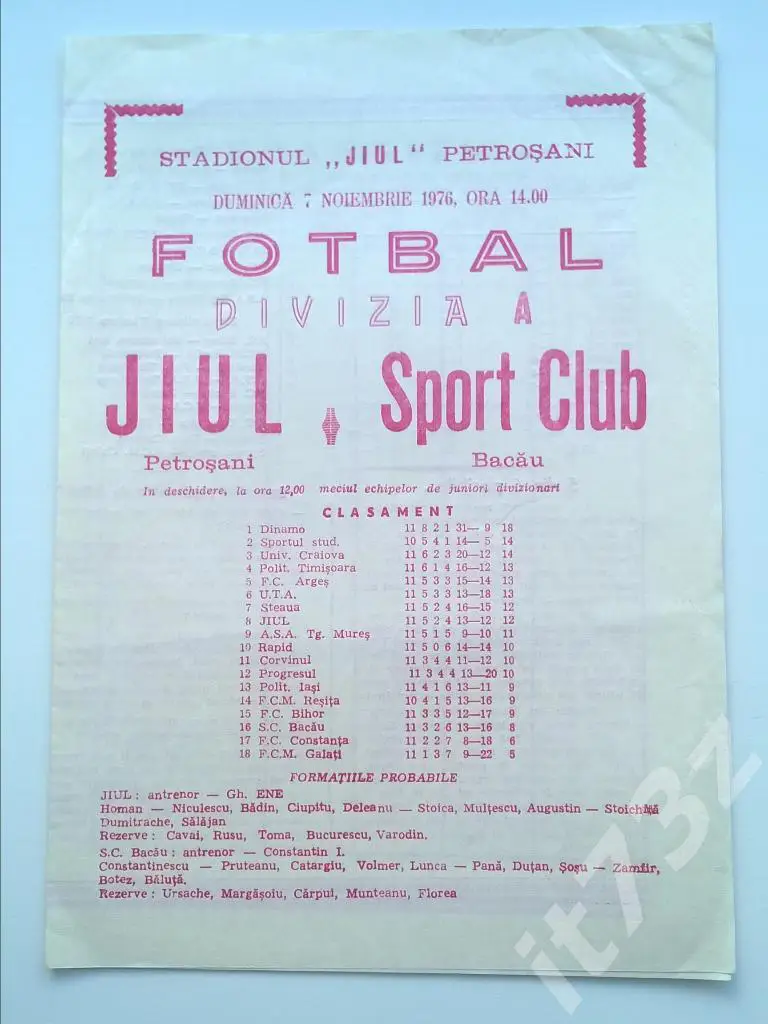 STADIONUL „JIUL" PETROŞANI
DUMINICĂ 7 NOIEMBRIE 1976, ORA 14.00
FOTBAL
DIVIZIA A
JIUL Sport Club
Petroşani Bacău
In deschidere, la ora 12,00 meciul echipelor de juniori divizionari
CLASAMENT
1 Dinamo 11 8 2 1 31— 9 18
2 Sportul stud. 10 5 4 1 14— 5 14
3 Univ. Craiova 11 6 2 3 20—12 14
4 Polit. Timişoara 11 6 1 4 16—12 13
5 F.C. Argeş 11 5 3 3 15—14 13
6 U.T.A. 11 5 3 3 13—18 13
7 Steaua 11 5 2 4 16—15 12
8 JIUL 11 5 2 4 13—12 12
9 A.S.A. Tg. Mureş 11 5 1 5 9—10 11
10 Rapid 11 5 0 6 14—14 10
11 Corvinul 11 3 4 4 11—12 10
12 Progresul 11 3 4 4 13—20 10
13 Polit. Iaşi 11 4 1 6 13—11 9
14 F.C.M. Reşiţa 10 4 1 5 13—16 9
15 F.C. Bihor 11 3 3 5 12—17 9
16 S.C. Bacău 11 3 2 6 13—16 8
17 F.C. Constanţa 11 2 2 7 8—18 6
18 F.C.M. Galaţi 11 2 1 8 9—22 5
FORMAŢIILE PROBABILE
JIUL : antrenor — Gh. ENE
Homan — Niculescu, Bădin, Ciupitu, Deleanu — Stoica, Mulţescu, Augustin — Stoichiţă
Dumitrache, Sălăjan
Rezerve : Cavai, Rusu, Toma, Bucurescu, Varodin.
S.C. Bacău : antrenor — Constantin I.
Constantinescu — Pruteanu, Catargiu, Volmer, Lunca — Pană, Duţan, Şoşu — Zamfir,
Botez, Băluţă.
Rezerve : Ursache, Margăşoiu, Cărpui, Munteanu, Florea
it73z